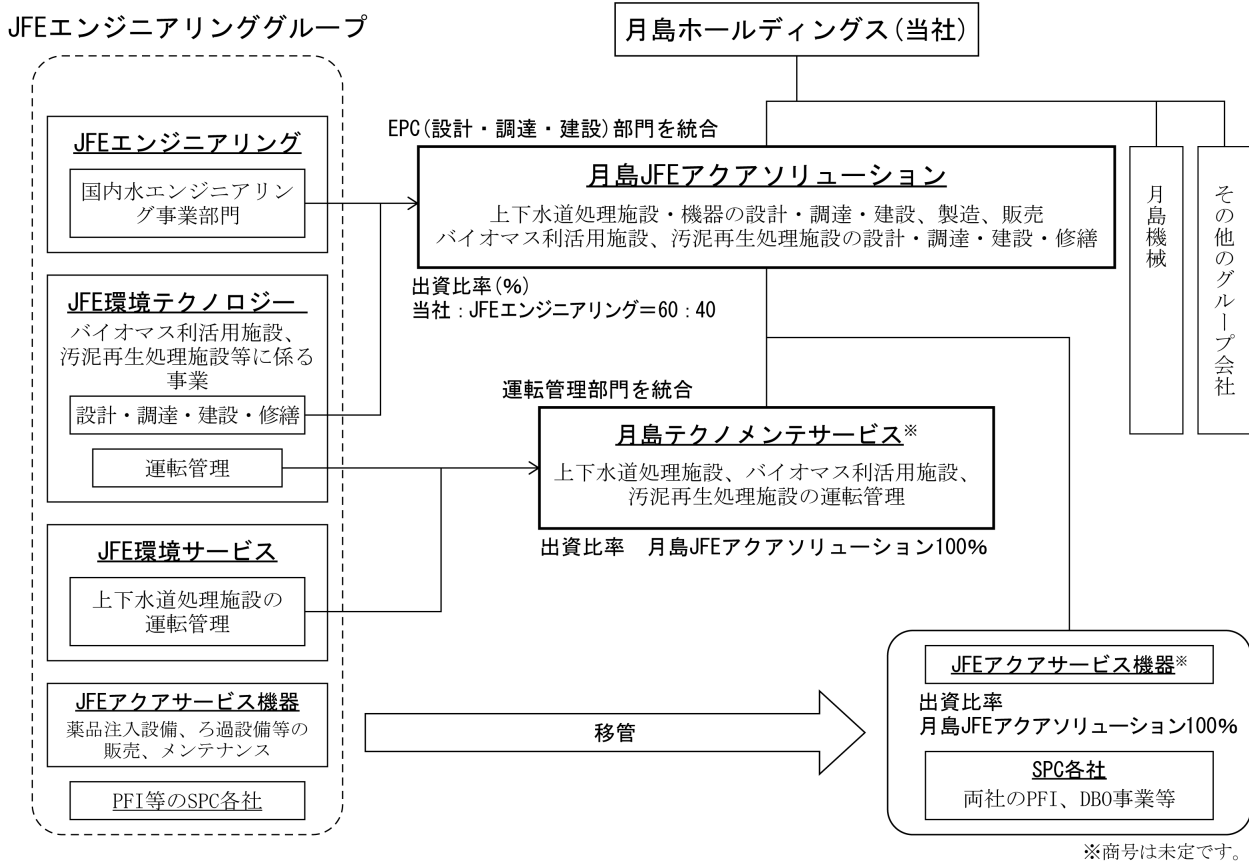 JFEエンジニアリンググループ
JFEエンジニアリング
国内水エンジニアリン
グ事業部門
JFE環境テクノロジー
バイオマス利活用施設、
汚泥再生処理施設等に係る
事業
設計・調達・建設・修繕
運転管理
JFE環境サービス
上下水道処理施設の
運転管理
JFEアクアサービス機器
薬品注入設備、ろ過設備等の
販売、メンテナンス
PFI等のSPC各社
月島ホールディングス(当社)
EPC(設計・調達・建設)部門を統合
月島JFEアクアソリューション
上下水道処理施設・機器の設計・調達・建設、製造、販売
バイオマス利活用施設、汚泥再生処理施設の設計・調達・建設・修繕
出資比率(%)
当社：JFEエンジニアリング＝60：40
運転管理部門を統合
月島テクノメンテサービス※
上下水道処理施設、バイオマス利活用施設、
汚泥再生処理施設の運転管理
出資比率　月島JFEアクアソリューション100%
移管
月島機械
その他のグループ会社
JFEアクアサービス機器※
出資比率
月島JFEアクアソリューション100%
SPC各社
両社のPFI、DBO事業等
※商号は未定です。